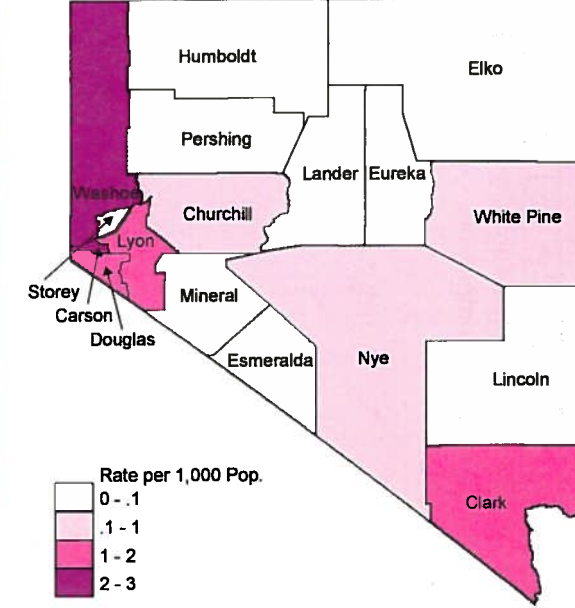 Humboldt
Elko
Pershing
Lander
Eureka
Washoe
Churchill
White Pine
Lyon
Storey
Carson
Douglas
Mineral
Esmeralda
Nye
Lincoln
Clark
Rate per 1,000 Pop.
0 - .1
.1 - 1
1 - 2
2 - 3